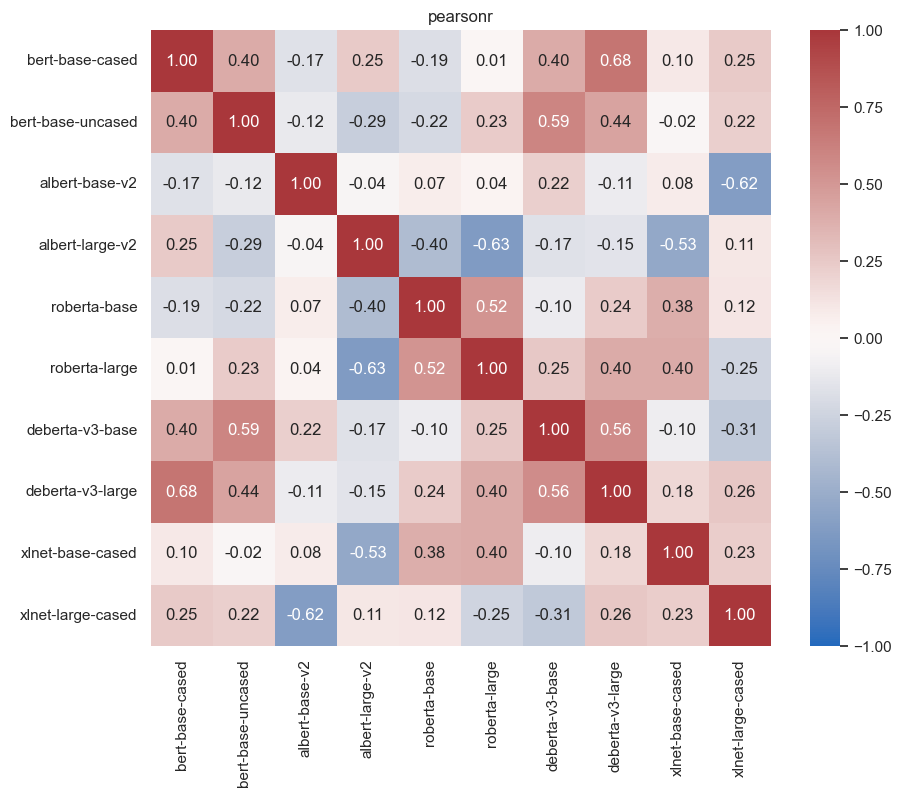 pearsonr
bert-base-cased 1.00 0.40 -0.17 0.25 -0.19 0.01 0.40 0.68 0.10 0.25
bert-base-uncased 0.40 1.00 -0.12 -0.29 -0.22 0.23 0.59 0.44 -0.02 0.22
albert-base-v2 -0.17 -0.12 1.00 -0.04 0.07 0.04 0.22 -0.11 0.08 -0.62
albert-large-v2 0.25 -0.29 -0.04 1.00 -0.40 -0.63 -0.17 -0.15 -0.53 0.11
roberta-base -0.19 -0.22 0.07 -0.40 1.00 0.52 -0.10 0.24 0.38 0.12
roberta-large 0.01 0.23 0.04 -0.63 0.52 1.00 0.25 0.40 0.40 -0.25
deberta-v3-base 0.40 0.59 0.22 -0.17 -0.10 0.25 1.00 0.56 -0.10 -0.31
deberta-v3-large 0.68 0.44 -0.11 -0.15 0.24 0.40 0.56 1.00 0.18 0.26
xlnet-base-cased 0.10 -0.02 0.08 -0.53 0.38 0.40 -0.10 0.18 1.00 0.23
xlnet-large-cased 0.25 0.22 -0.62 0.11 0.12 -0.25 -0.31 0.26 0.23 1.00
bert-base-cased
bert-base-uncased
albert-base-v2
albert-large-v2
roberta-base
roberta-large
deberta-v3-base
deberta-v3-large
xlnet-base-cased
xlnet-large-cased
1.00
0.75
0.50
0.25
0.00
−0.25
−0.50
−0.75
−1.00